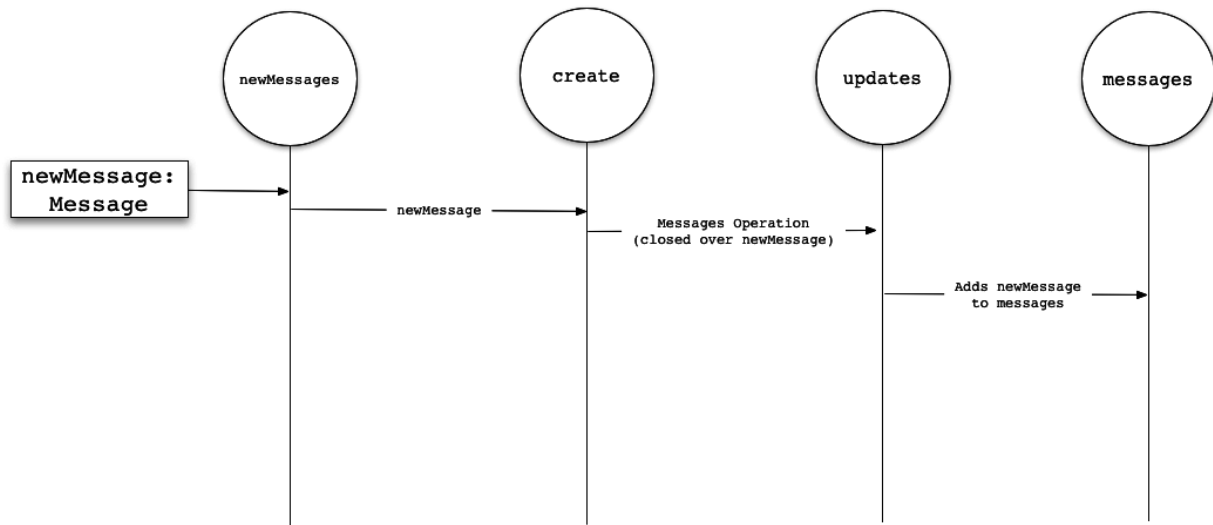 newMessages
create
updates
messages
newMessage:
Message
newMessage
Messages Operation
(closed over newMessage)
Adds newMessage
to messages